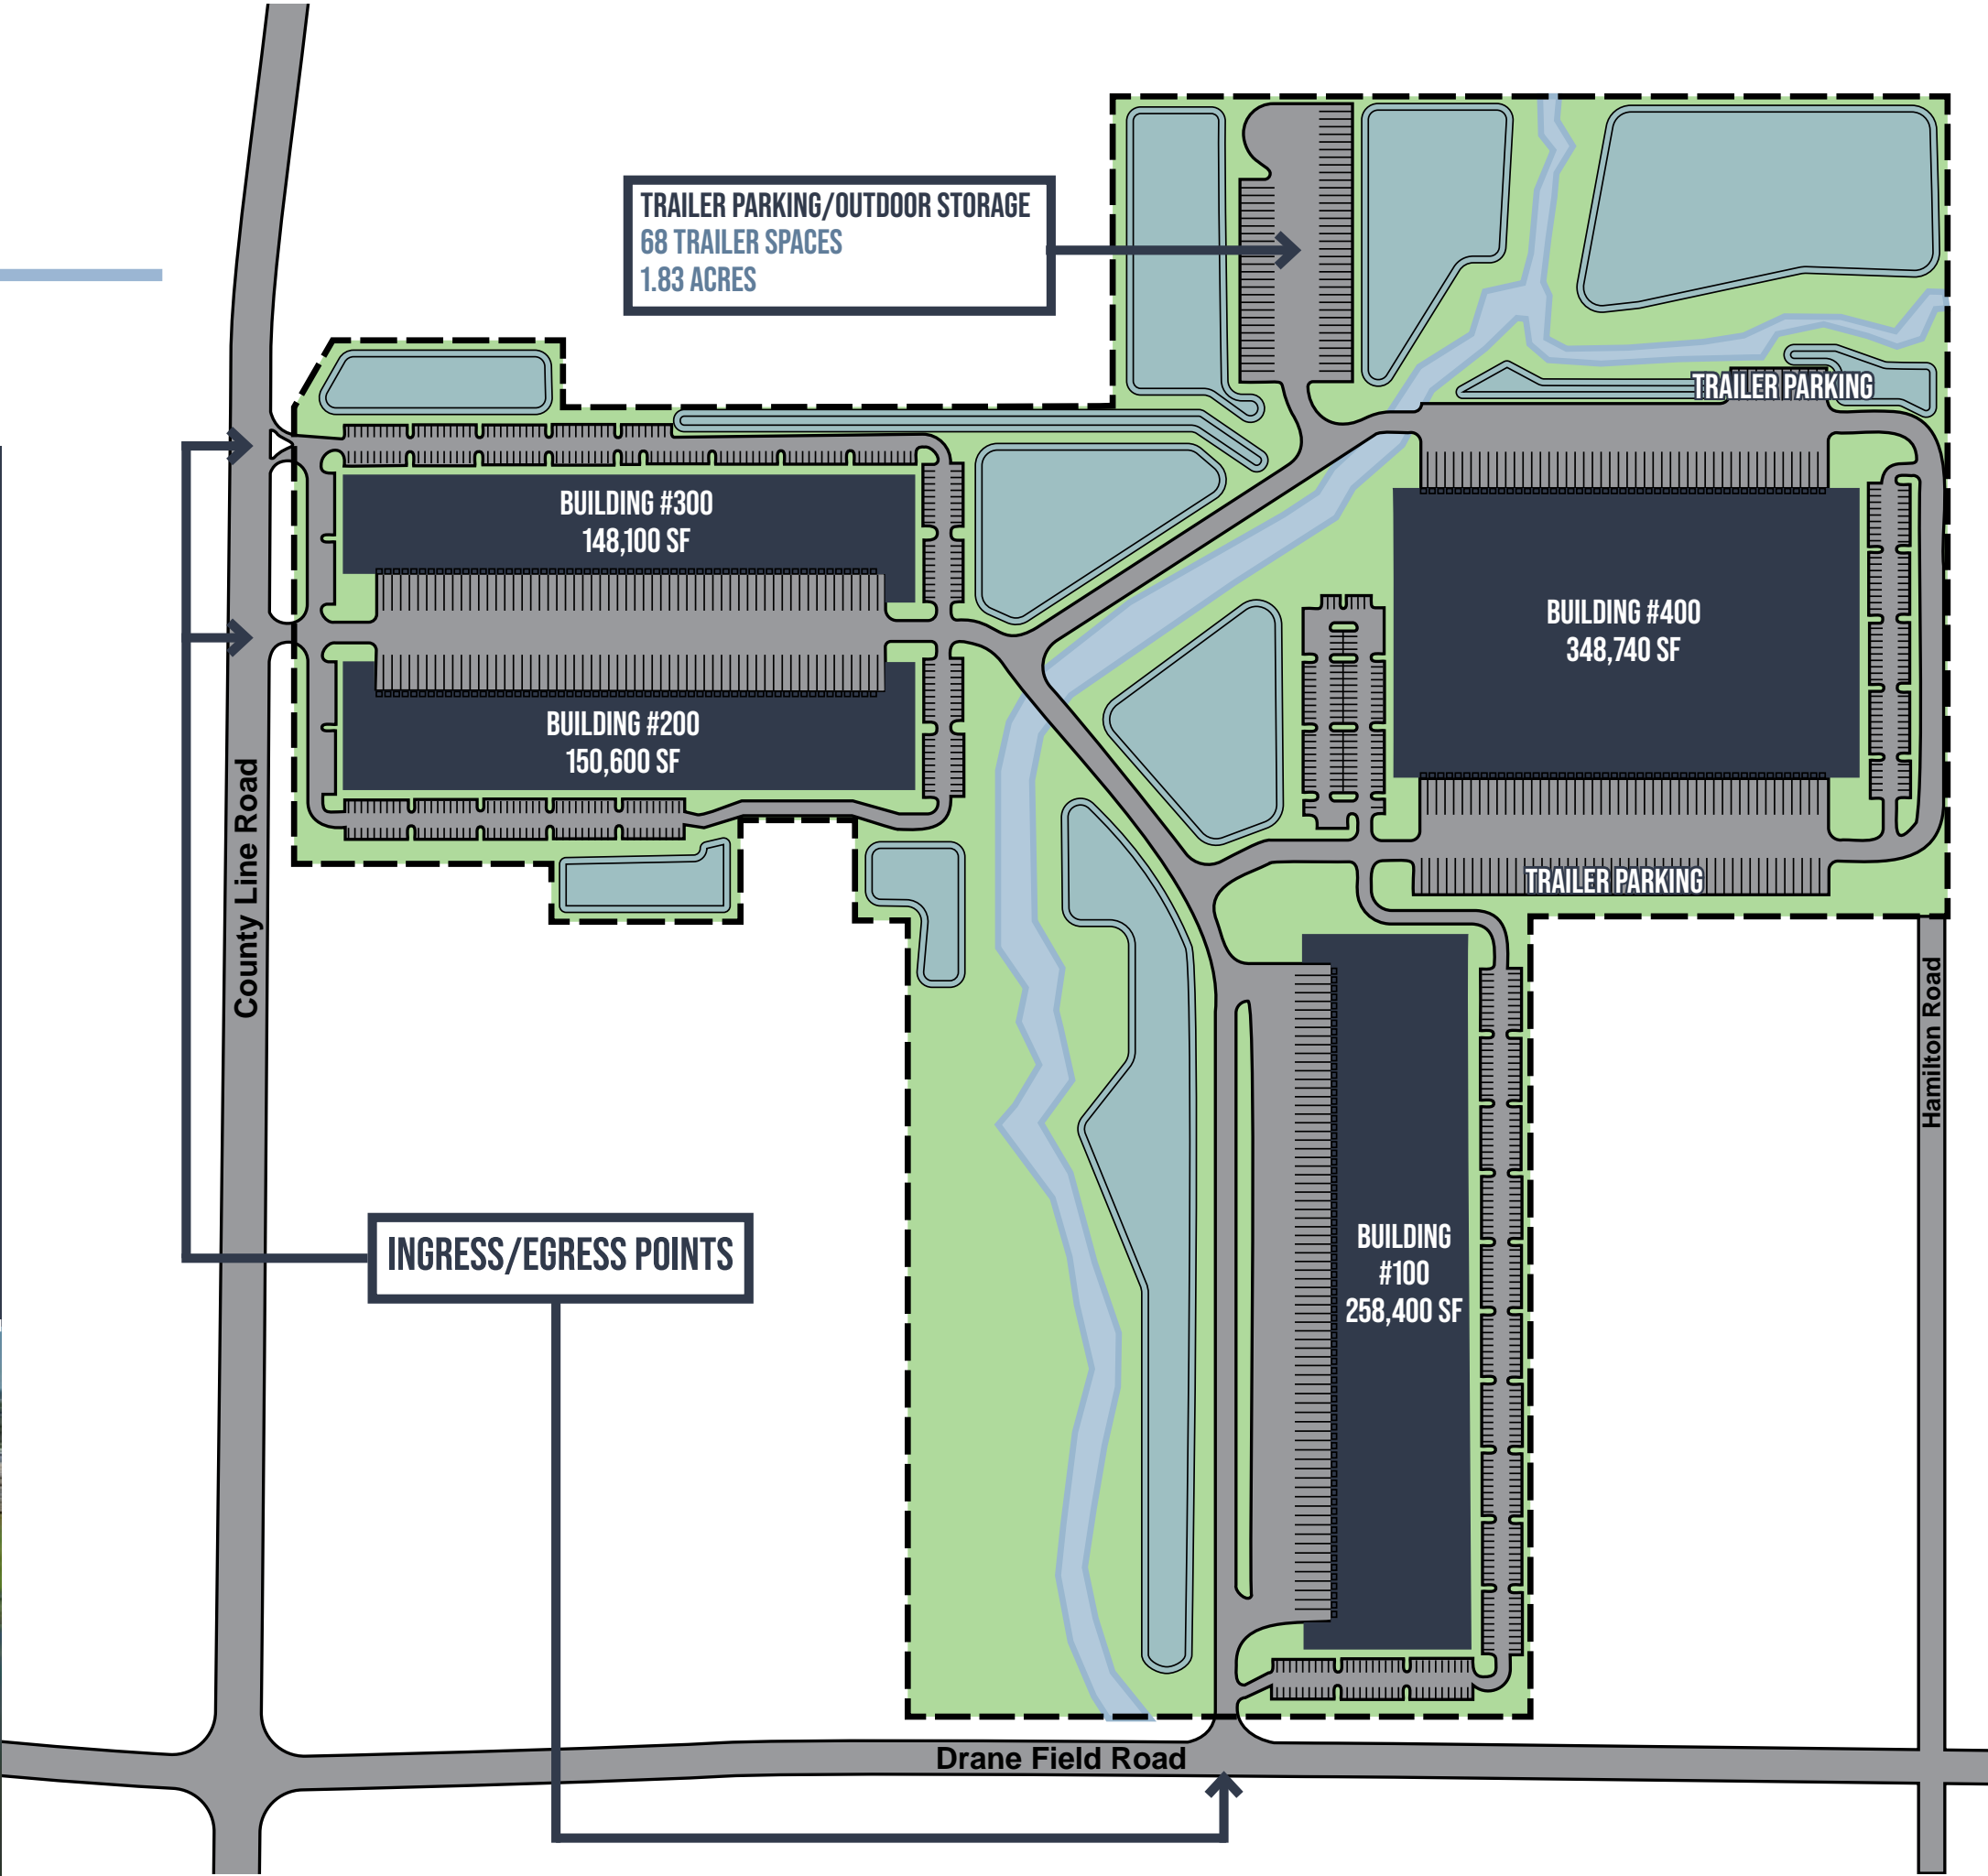 TRAILER PARKING/OUTDOOR STORAGE
68 TRAILER SPACES
1.83 ACRES
TRAILER PARKING
BUILDING #300
148,100 SF
BUILDING #400
348,740 SF
BUILDING #200
150,600 SF
County Line Road
TRAILER PARKING
Hamilton Road
INGRESS/EGRESS POINTS
BUILDING
#100
258,400 SF
Drane Field Road